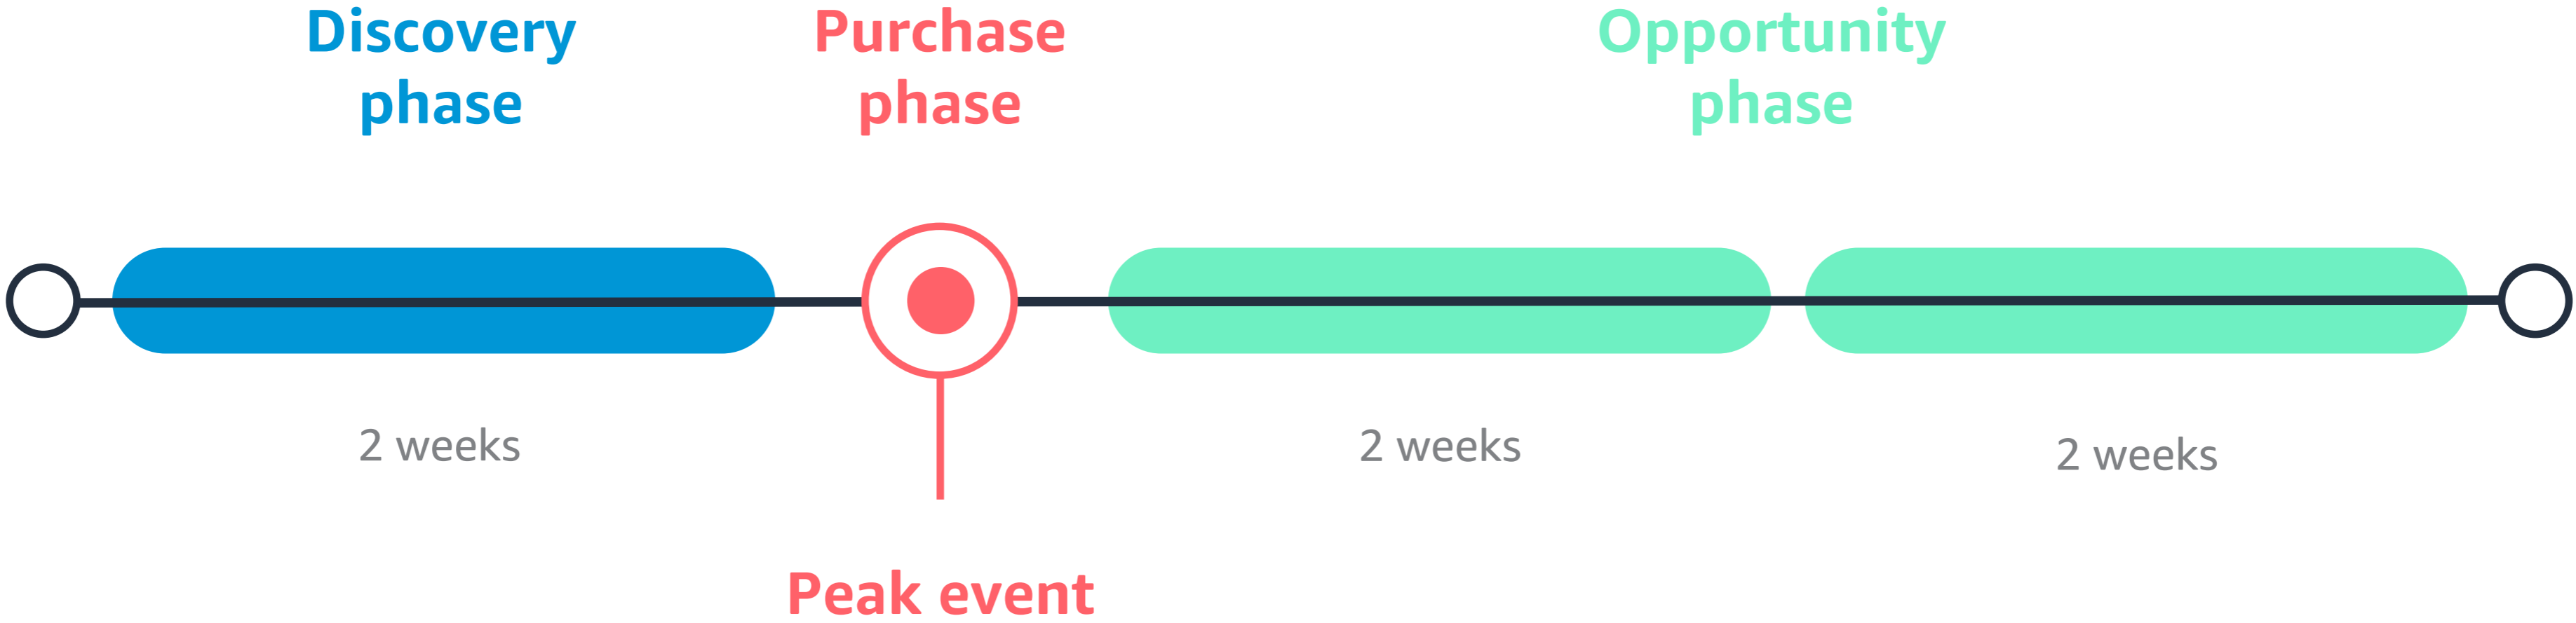 Discovery
phase
Purchase
phase
Opportunity
phase
2 weeks
2 weeks
2 weeks
Peak event